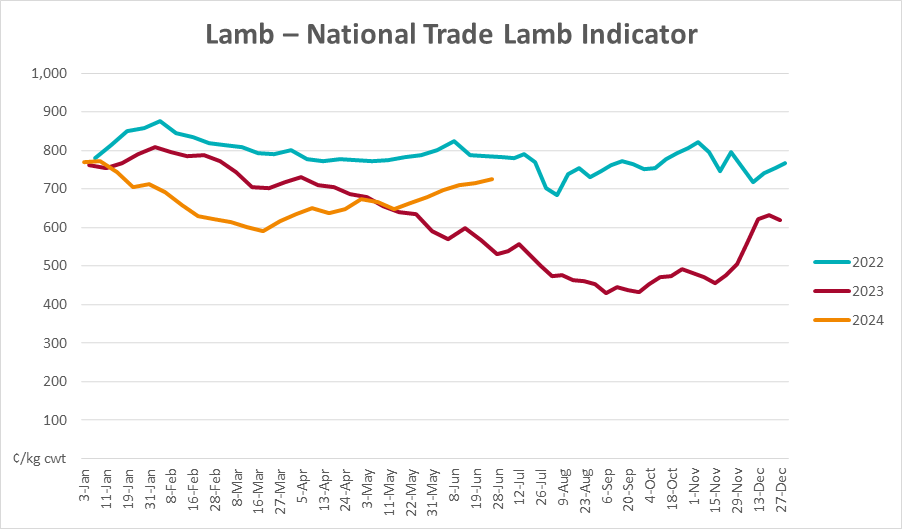 Lamb – National Trade Lamb Indicator
1,000
900
800
700
600
500
400
300
200
100
¢/kg cwt
3-Jan
11-Jan
19-Jan
31-Jan
8-Feb
16-Feb
28-Feb
8-Mar
16-Mar
27-Mar
5-Apr
13-Apr
24-Apr
3-May
11-May
22-May
31-May
8-Jun
19-Jun
28-Jun
12-Jul
26-Jul
9-Aug
23-Aug
6-Sep
20-Sep
4-Oct
18-Oct
1-Nov
15-Nov
29-Nov
13-Dec
27-Dec
2022
2023
2024